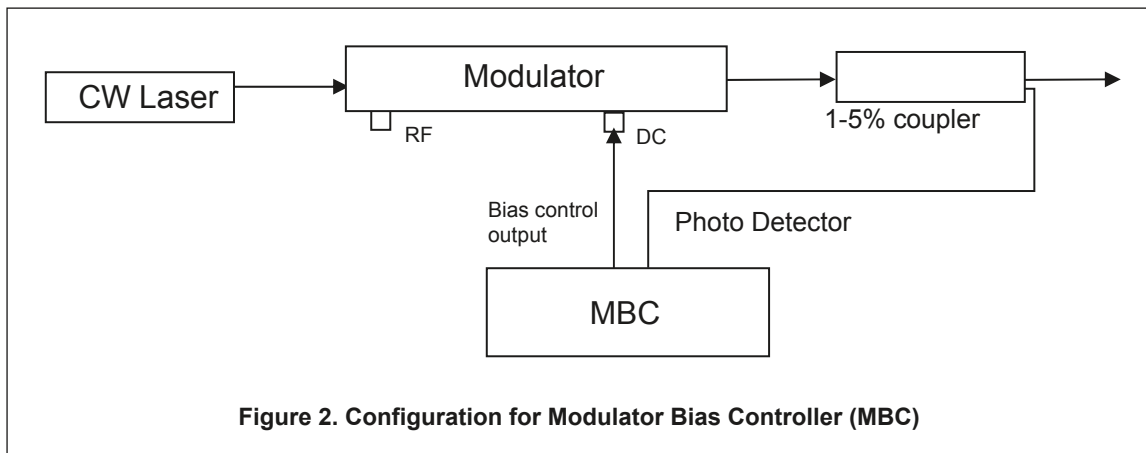 CW Laser
Modulator
RF
DC
1-5% coupler
Bias control
output
Photo Detector
MBC
Figure 2. Configuration for Modulator Bias Controller (MBC)